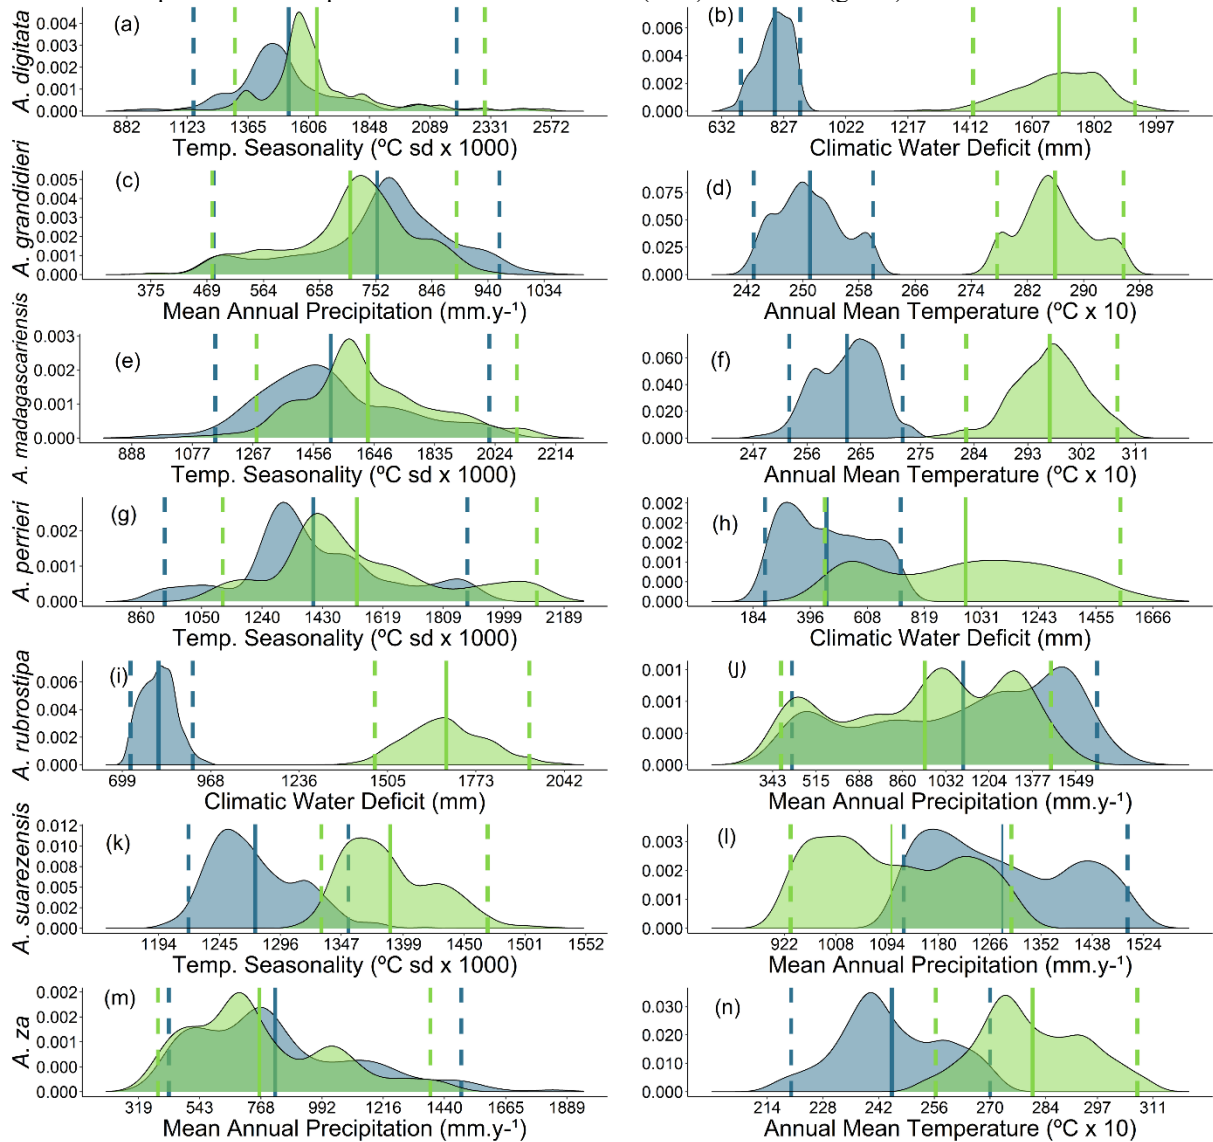 (a)
A. digitata
0.004
0.003
0.002
0.001
0.000
882 1123 1365 1606 1848 2089 2331 2572
Temp. Seasonality (ºC sd x 1000)
(b)
0.006
0.004
0.002
0.000
632 827 1022 1217 1412 1607 1802 1997
Climatic Water Deficit (mm)
(c)
A. grandidieri
0.005
0.004
0.003
0.002
0.001
0.000
375 469 564 658 752 846 940 1034
Mean Annual Precipitation (mm.y-¹)
(d)
0.075
0.050
0.025
0.000
242 250 258 266 274 282 290 298
Annual Mean Temperature (ºC x 10)
(e)
A. madagascariensis
0.003
0.002
0.001
0.000
888 1077 1267 1456 1646 1835 2024 2214
Temp. Seasonality (ºC sd x 1000)
(f)
0.060
0.040
0.020
0.000
247 256 265 275 284 293 302 311
Annual Mean Temperature (ºC x 10)
(g)
A. perrieri
0.002
0.001
0.000
860 1050 1240 1430 1619 1809 1999 2189
Temp. Seasonality (ºC sd x 1000)
(h)
0.002
0.002
0.001
0.000
0.000
184 396 608 819 1031 1243 1455 1666
Climatic Water Deficit (mm)
(i)
A. rubrostipa
0.006
0.004
0.002
0.000
699 968 1236 1505 1773 2042
Climatic Water Deficit (mm)
(j)
0.001
0.001
0.000
0.000
343 515 688 860 1032 1204 1377 1549
Mean Annual Precipitation (mm.y-¹)
(k)
A. suarezensis
0.012
0.010
0.008
0.005
0.002
0.000
1194 1245 1296 1347 1399 1450 1501 1552
Temp. Seasonality (ºC sd x 1000)
(l)
0.003
0.002
0.001
0.000
922 1008 1094 1180 1266 1352 1438 1524
Mean Annual Precipitation (mm.y-¹)
(m)
A. za
0.002
0.002
0.001
0.000
0.000
319 543 768 992 1216 1440 1665 1889
Mean Annual Precipitation (mm.y-¹)
(n)
0.030
0.020
0.010
0.000
214 228 242 256 270 284 297 311
Annual Mean Temperature (ºC x 10)